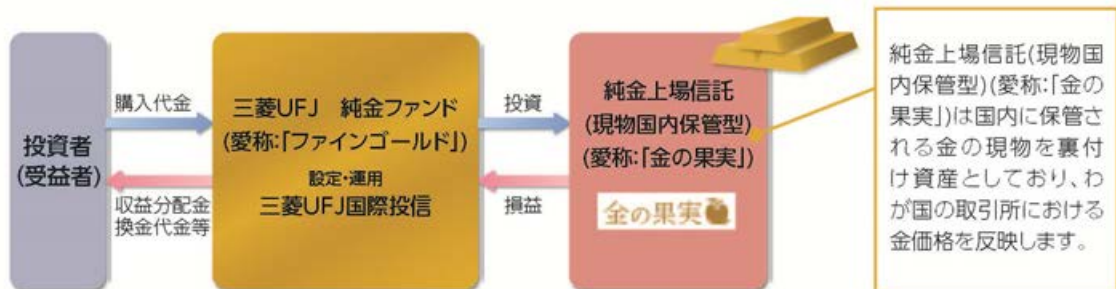 投資者
(受益者)
購入代金
収益分配金
換金代金等
三菱UFJ　純金ファンド
(愛称:「ファインゴールド」)
設定・運用
三菱UFJ国際投信
投資
損益
純金上場信託
(現物国内保管型)
(愛称:「金の果実」)
金の果実
純金上場信託(現物国
内保管型)(愛称:「金の
果実」)は国内に保管さ
れる金の現物を裏付
け資産としており、わ
が国の取引所における
金価格を反映します。